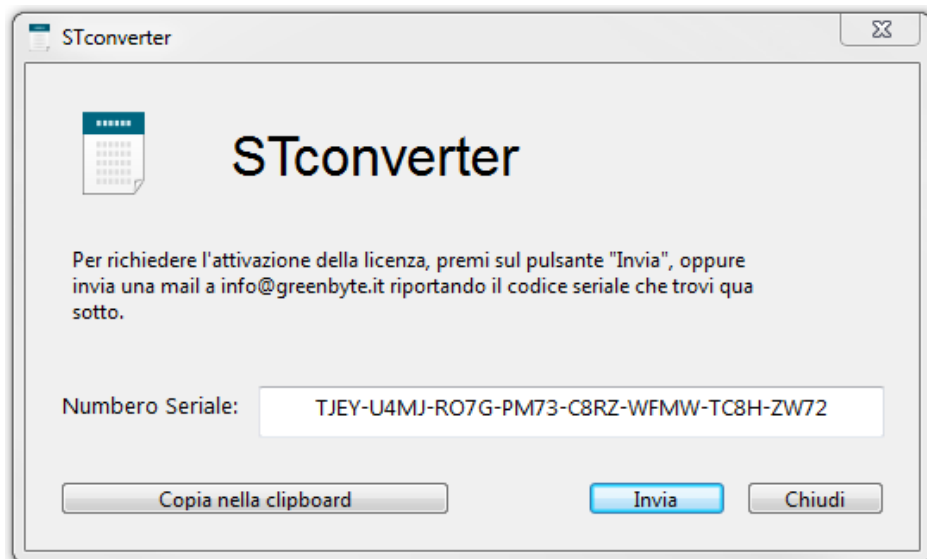 STconverter
STconverter
Per richiedere l'attivazione della licenza, premi sul pulsante "Invia", oppure
invia una mail a info@greenbyte.it riportando il codice seriale che trovi qua
sotto.
Numbero Seriale: TJEY-U4MJ-RO7G-PM73-C8RZ-WFMW-TC8H-ZW72
Copia nella clipboard Invia Chiudi